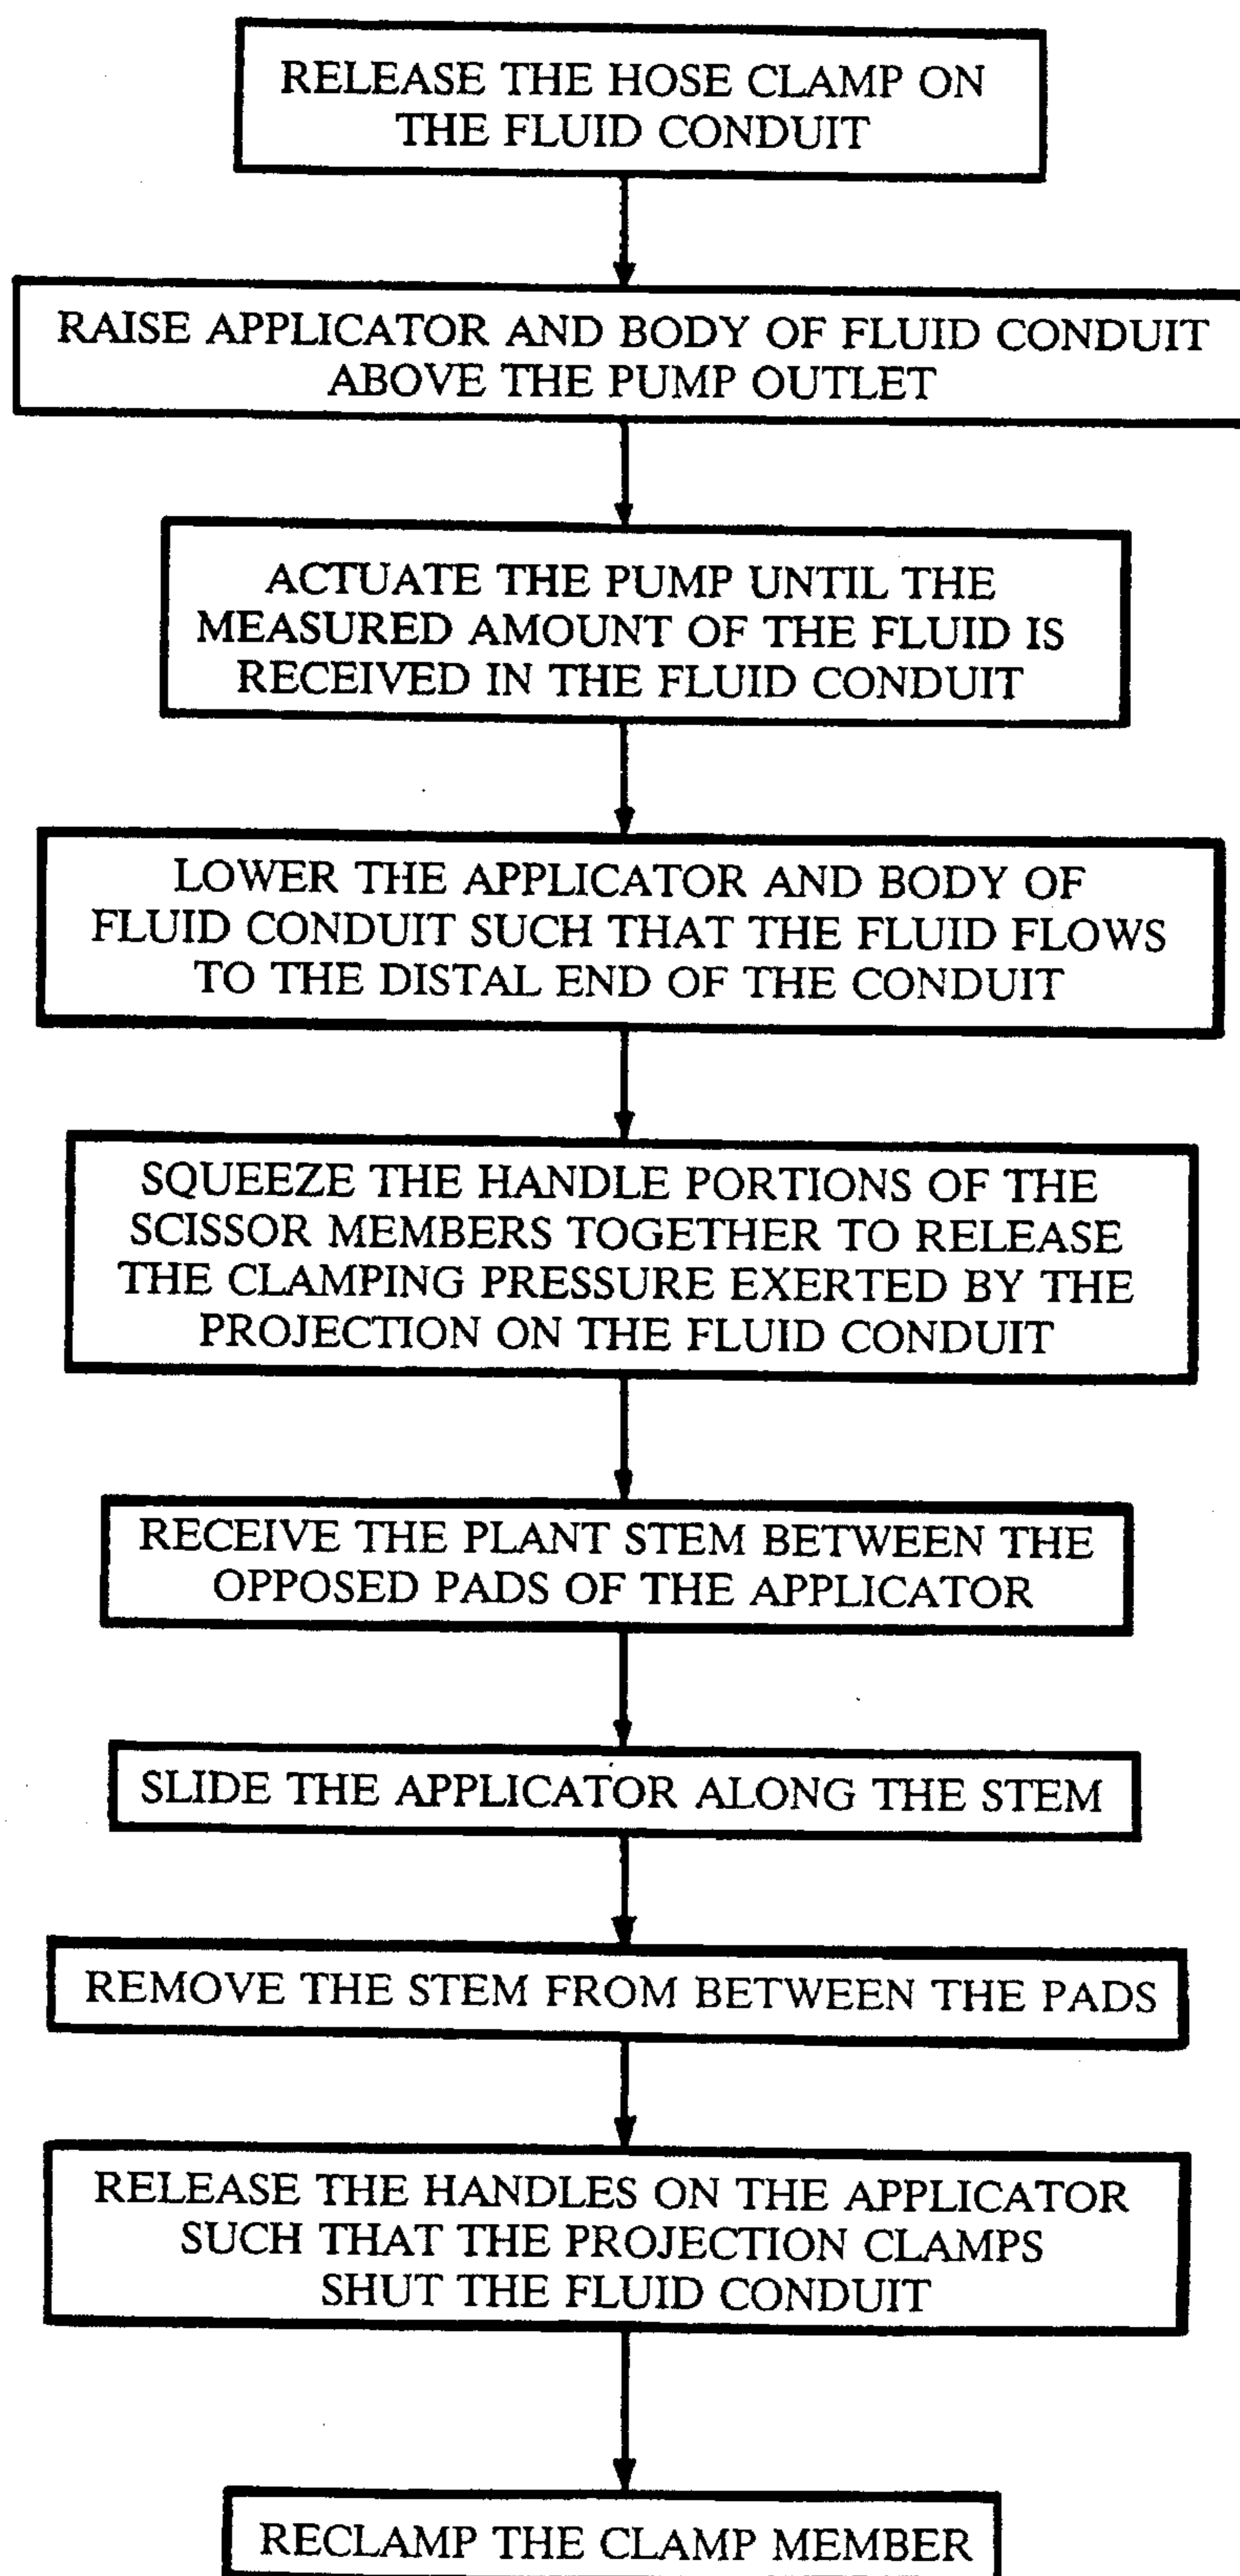 RELEASE THE HOSE CLAMP ON
THE FLUID CONDUIT
RAISE APPLICATOR AND BODY OF FLUID CONDUIT
ABOVE THE PUMP OUTLET
ACTUATE THE PUMP UNTIL THE
MEASURED AMOUNT OF THE FLUID IS
RECEIVED IN THE FLUID CONDUIT
LOWER THE APPLICATOR AND BODY OF
FLUID CONDUIT SUCH THAT THE FLUID FLOWS
TO THE DISTAL END OF THE CONDUIT
SQUEEZE THE HANDLE PORTIONS OF THE
SCISSOR MEMBERS TOGETHER TO RELEASE
THE CLAMPING PRESSURE EXERTED BY THE
PROJECTION ON THE FLUID CONDUIT
RECEIVE THE PLANT STEM BETWEEN THE
OPPOSED PADS OF THE APPLICATOR
SLIDE THE APPLICATOR ALONG THE STEM
REMOVE THE STEM FROM BETWEEN THE PADS
RELEASE THE HANDLES ON THE APPLICATOR
SUCH THAT THE PROJECTION CLAMPS
SHUT THE FLUID CONDUIT
RECLAMP THE CLAMP MEMBER